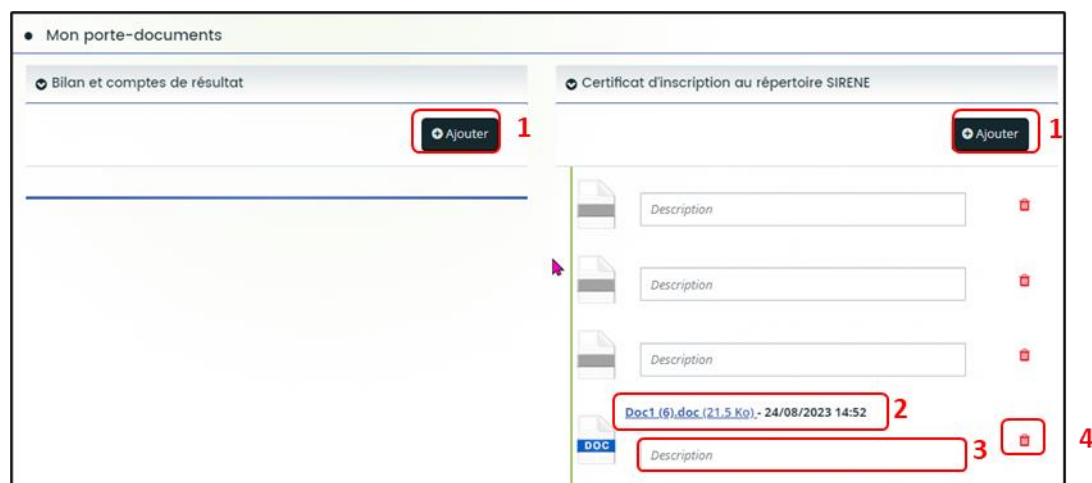 Mon porte-documents
Bilan et comptes de résultat
Ajouter 1
Certificat d'inscription au répertoire SIRENE
Ajouter 1
Description
Description
Description
Doc1 (6).doc (21.5 Ko) - 24/08/2023 14:52 2
DOC
Description 3
4